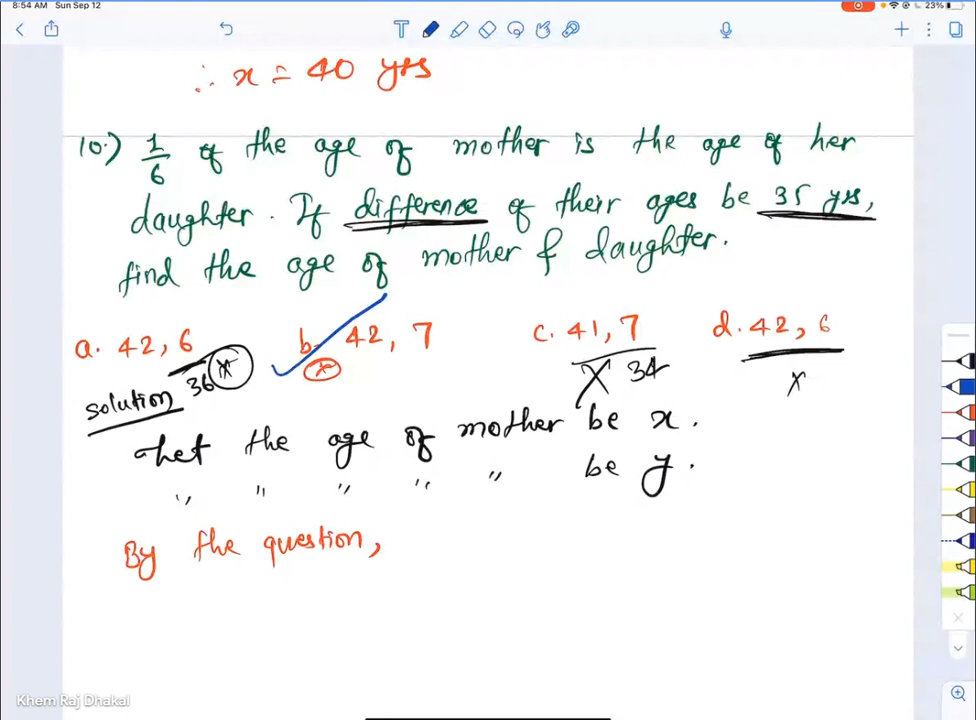 8:54 AM Sun Sep 12
23%
∴ x = 40 yrs
10.) 1/6 of the age of mother is the age of her
daughter. If difference of their ages be 35 yrs,
find the age of mother & daughter.
a. 42, 6 b. 42, 7 c. 41, 7 d. 42, 6
36 x x X 34 x
solution
Let the age of mother be x.
" " " " " be y.
By the question,
Khem Raj Dhakal